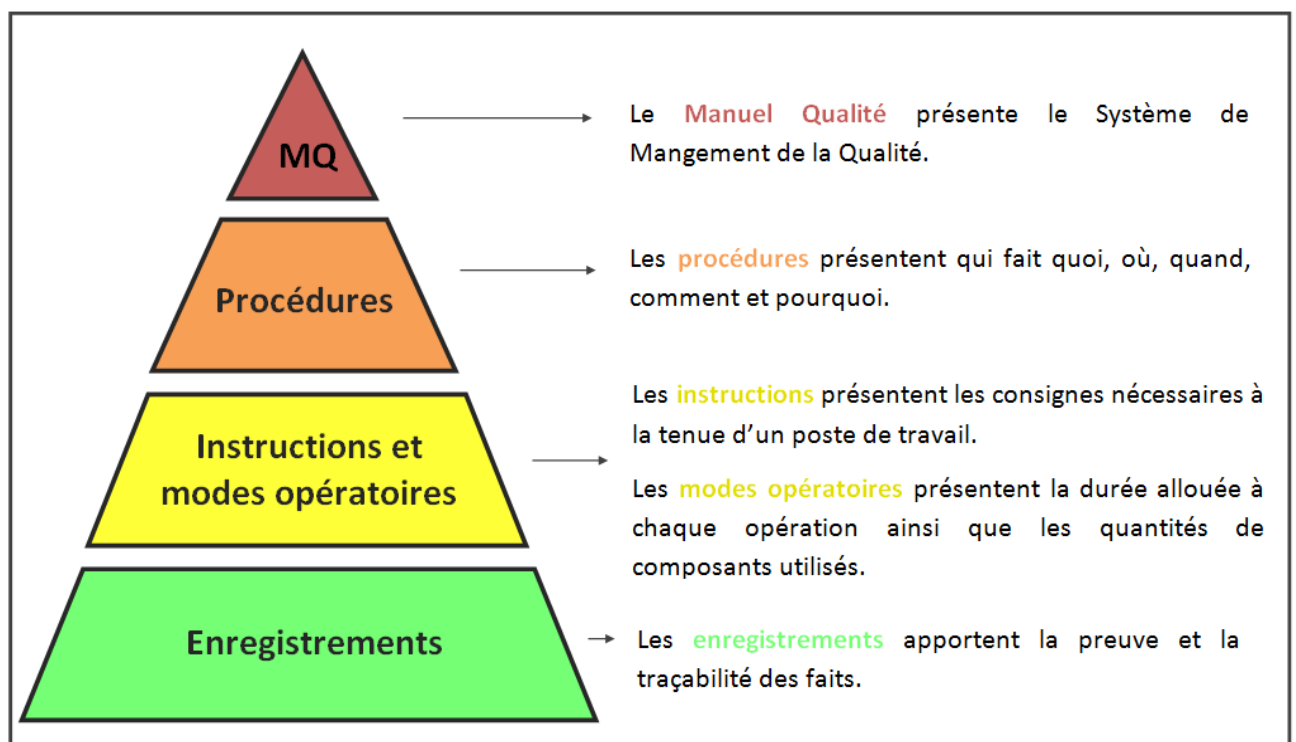 MQ
Le Manuel Qualité présente le Système de
Mangement de la Qualité.
Procédures
Les procédures présentent qui fait quoi, où, quand,
comment et pourquoi.
Instructions et
modes opératoires
Les instructions présentent les consignes nécessaires à
la tenue d’un poste de travail.
Les modes opératoires présentent la durée allouée à
chaque opération ainsi que les quantités de
composants utilisés.
Enregistrements
Les enregistrements apportent la preuve et la
traçabilité des faits.